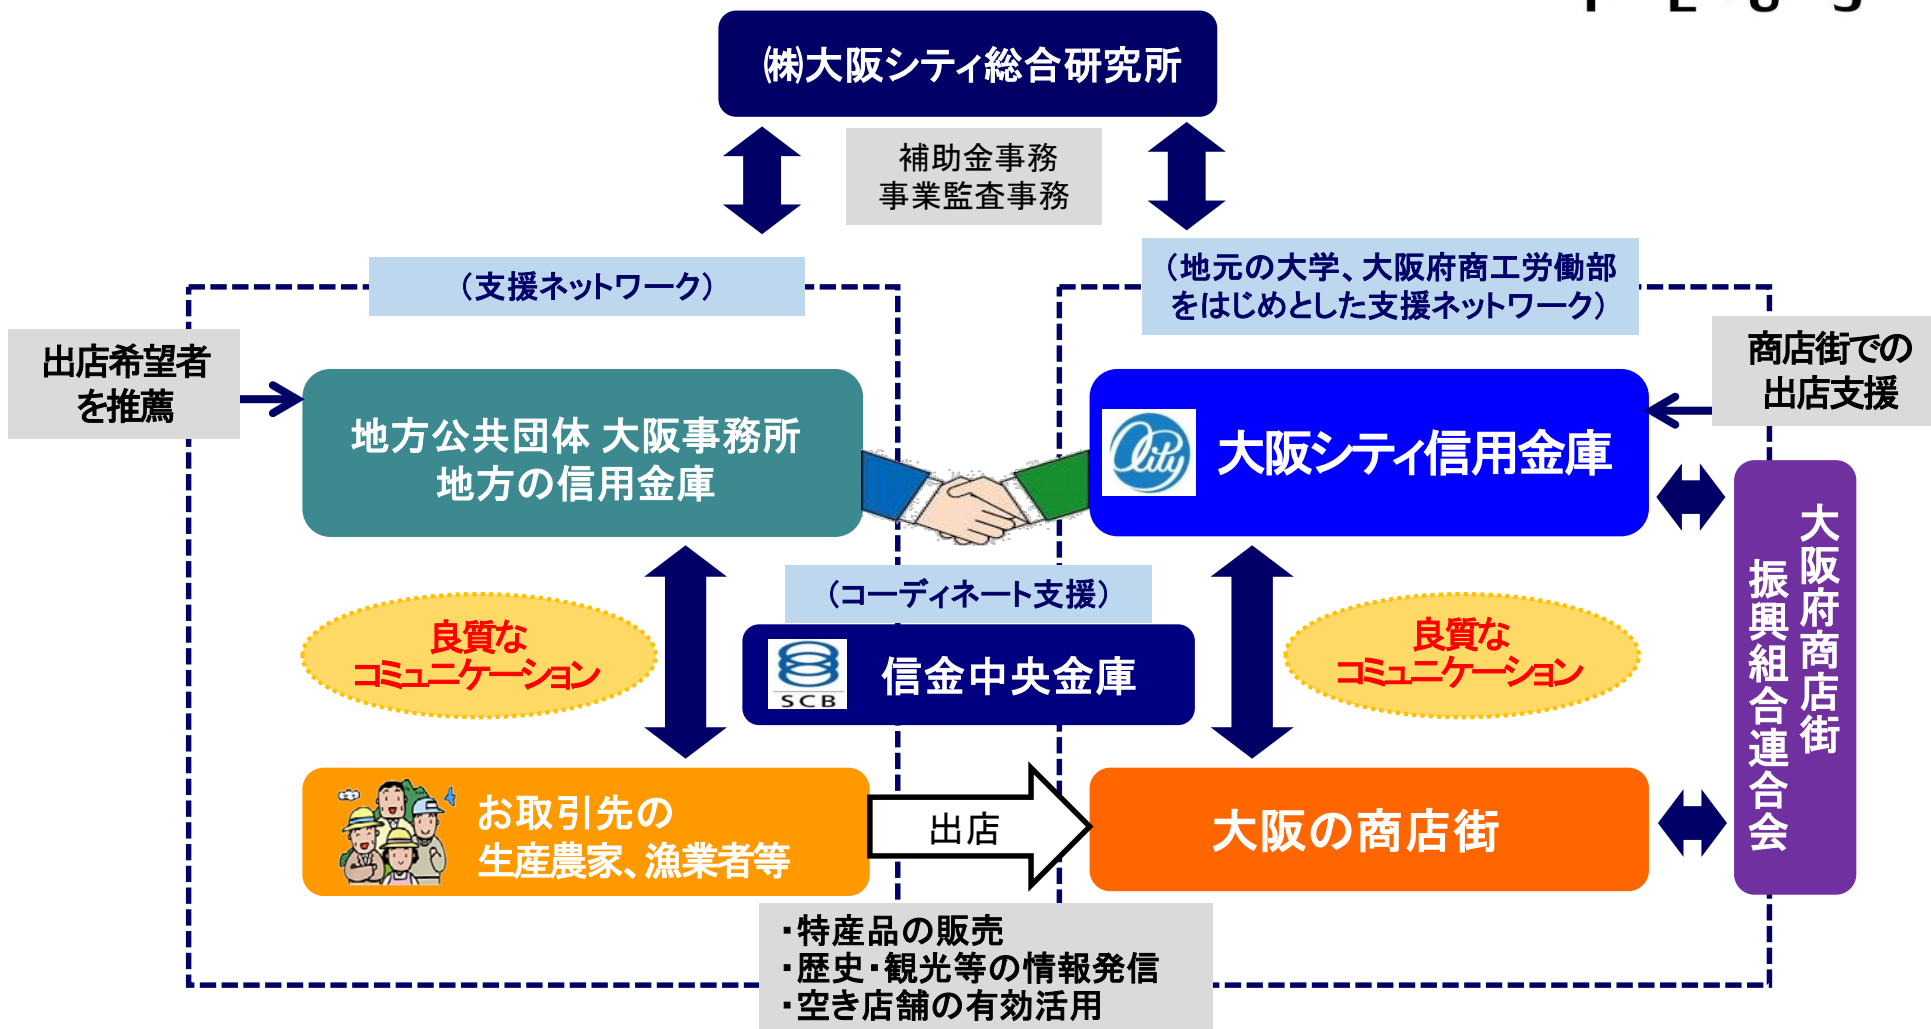 ㈱大阪シティ総合研究所
補助金事務
事業監査事務
（支援ネットワーク）
（地元の大学、大阪府商工労働部
をはじめとした支援ネットワーク）
出店希望者
を推薦
商店街での
出店支援
地方公共団体 大阪事務所
地方の信用金庫
City
大阪シティ信用金庫
大阪府商店街
振興組合連合会
（コーディネート支援）
良質な
コミュニケーション
SCB
信金中央金庫
良質な
コミュニケーション
お取引先の
生産農家、漁業者等
出店
大阪の商店街
・特産品の販売
・歴史・観光等の情報発信
・空き店舗の有効活用